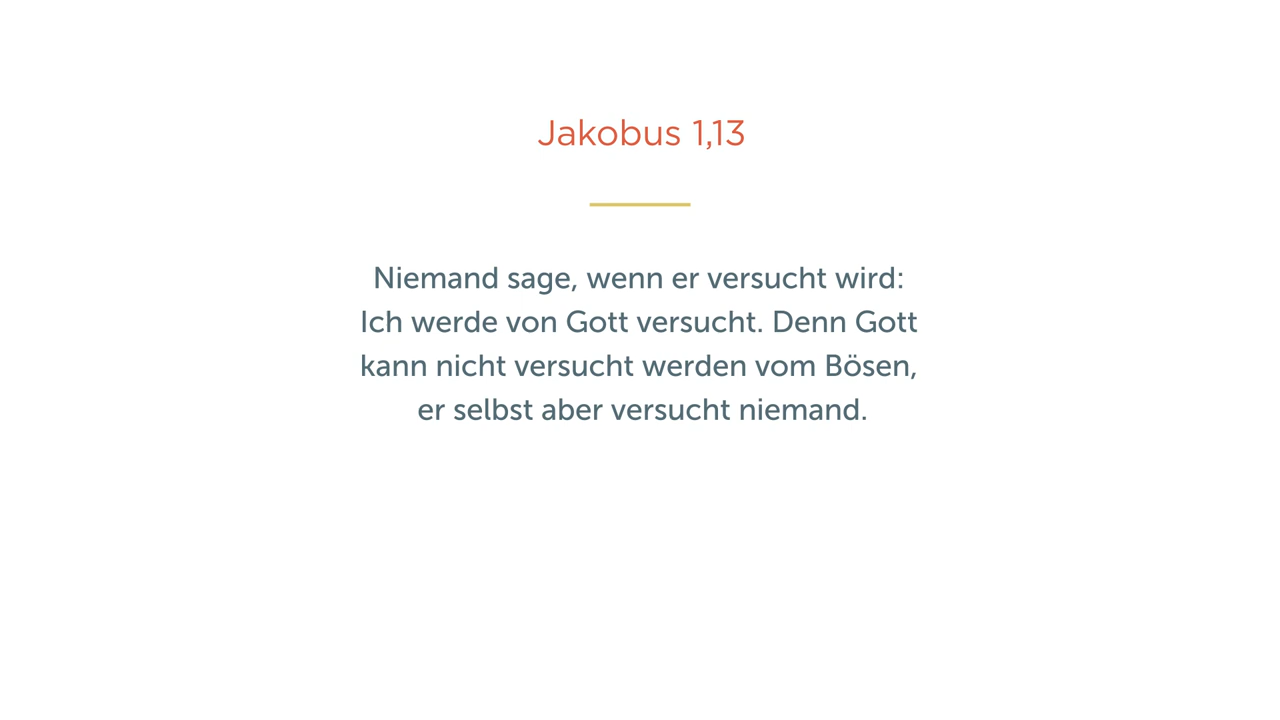 Jakobus 1,13
Niemand sage, wenn er versucht wird:
Ich werde von Gott versucht. Denn Gott
kann nicht versucht werden vom Bösen,
er selbst aber versucht niemand.